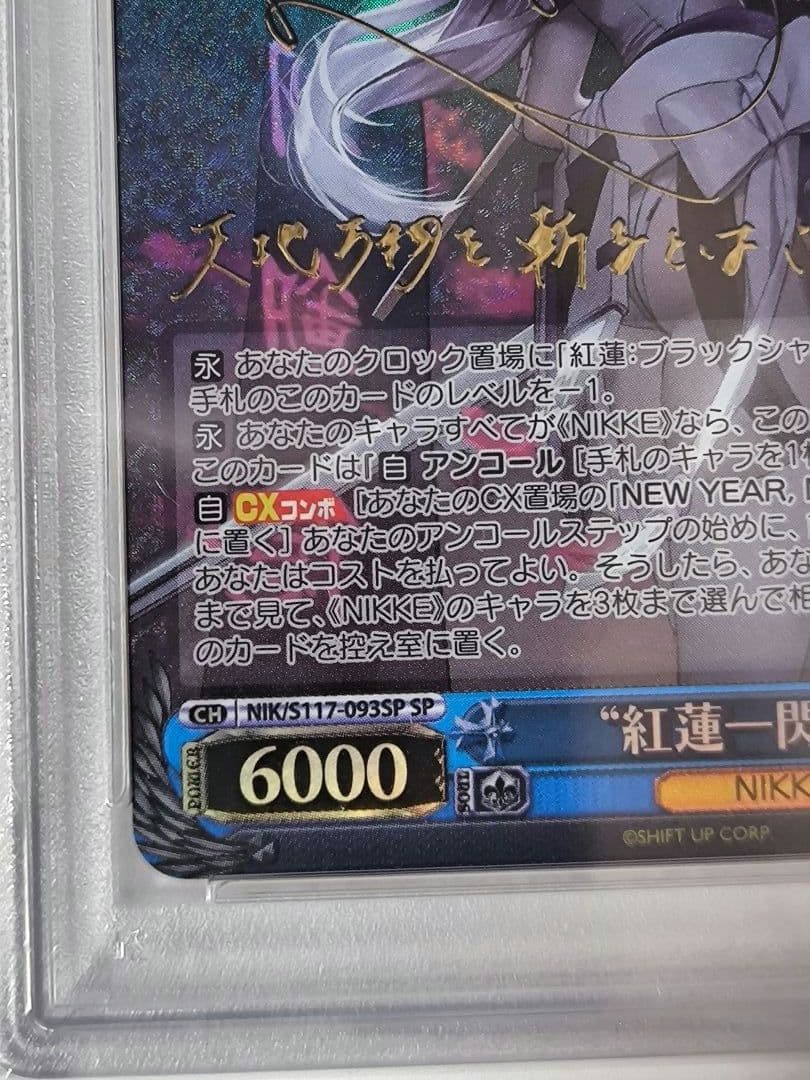 天地万物を斬るとはこ
勝
永 あなたのクロック置場に「紅蓮:ブラックシャ
手札のこのカードのレベルを－1。
永 あなたのキャラすべてが《NIKKE》なら、この
このカードは「自 アンコール [手札のキャラを1枚
自 CXコンボ [あなたのCX置場の「NEW YEAR,
に置く] あなたのアンコールステップの始めに、
あなたはコストを払ってよい。そうしたら、あな
まで見て、《NIKKE》のキャラを3枚まで選んで相
のカードを控え室に置く。
CH NIK/S117-093SP SP
“紅蓮一閃
POWER 6000 SOUL
NIKK
©SHIFT UP CORP.